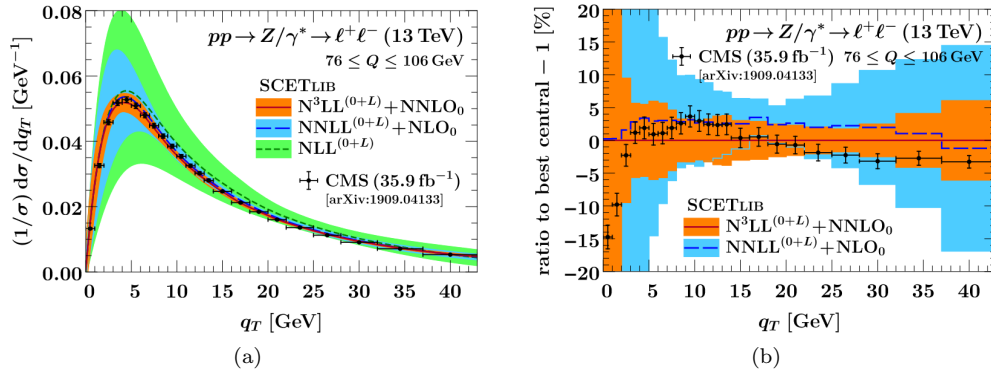 0.08
0.06
0.04
0.02
0.00
(1/σ) dσ/dq_T [GeV⁻¹]
pp → Z/γ* → ℓ⁺ℓ⁻ (13 TeV)
76 ≤ Q ≤ 106 GeV
SCETLIB
N³LL⁽⁰⁺ᴸ⁾+NNLO₀
NNLL⁽⁰⁺ᴸ⁾+NLO₀
NLL⁽⁰⁺ᴸ⁾
CMS (35.9 fb⁻¹)
[arXiv:1909.04133]
0 5 10 15 20 25 30 35 40
q_T [GeV]
(a)
20
15
10
5
0
−5
−10
−15
−20
ratio to best central − 1 [%]
pp → Z/γ* → ℓ⁺ℓ⁻ (13 TeV)
CMS (35.9 fb⁻¹) 76 ≤ Q ≤ 106 GeV
[arXiv:1909.04133]
SCETLIB
N³LL⁽⁰⁺ᴸ⁾+NNLO₀
NNLL⁽⁰⁺ᴸ⁾+NLO₀
0 5 10 15 20 25 30 35 40
q_T [GeV]
(b)